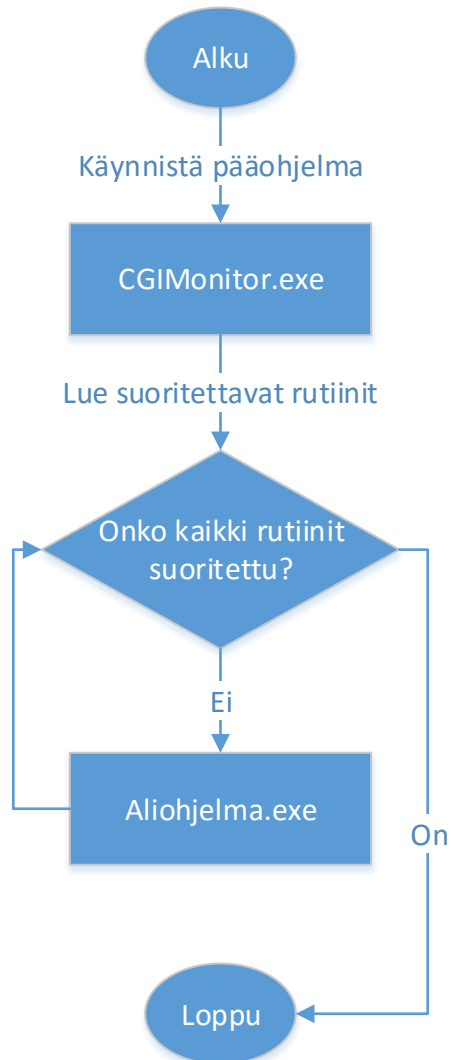 Alku
Käynnistä pääohjelma
CGIMonitor.exe
Lue suoritettavat rutiinit
Onko kaikki rutiinit
suoritettu?
Ei
Aliohjelma.exe
On
Loppu